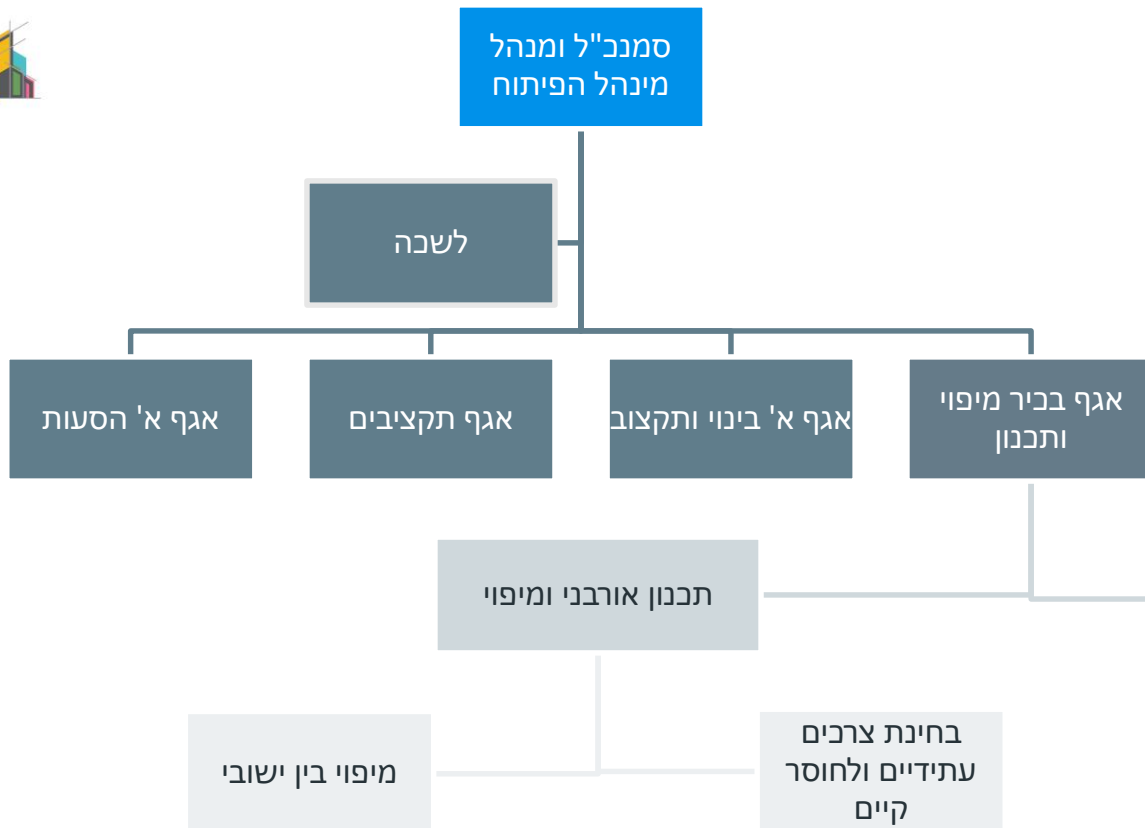 סמנכ"ל ומנהל
מינהל הפיתוח
לשכה
אגף בכיר מיפוי
ותכנון
אגף א' בינוי ותקצוב
אגף תקציבים
אגף א' הסעות
תכנון אורבני ומיפוי
בחינת צרכים
עתידיים ולחוסר
קיים
מיפוי בין ישובי